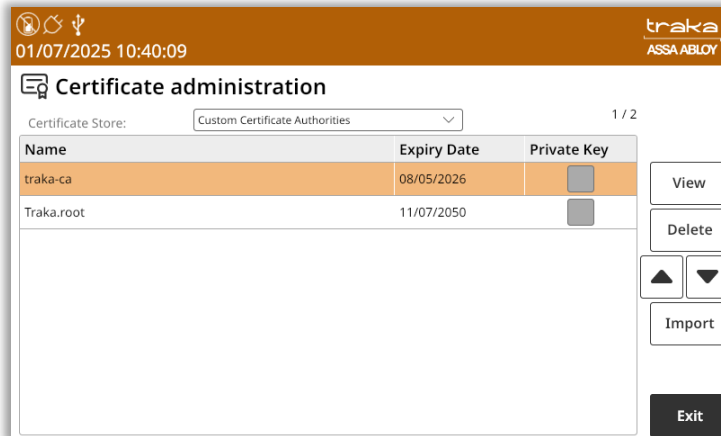 traka
01/07/2025 10:40:09
ASSA ABLOY
Certificate administration
Certificate Store:
Custom Certificate Authorities
1 / 2
Name Expiry Date Private Key
traka-ca 08/05/2026
Traka.root 11/07/2050
View
Delete
Import
Exit